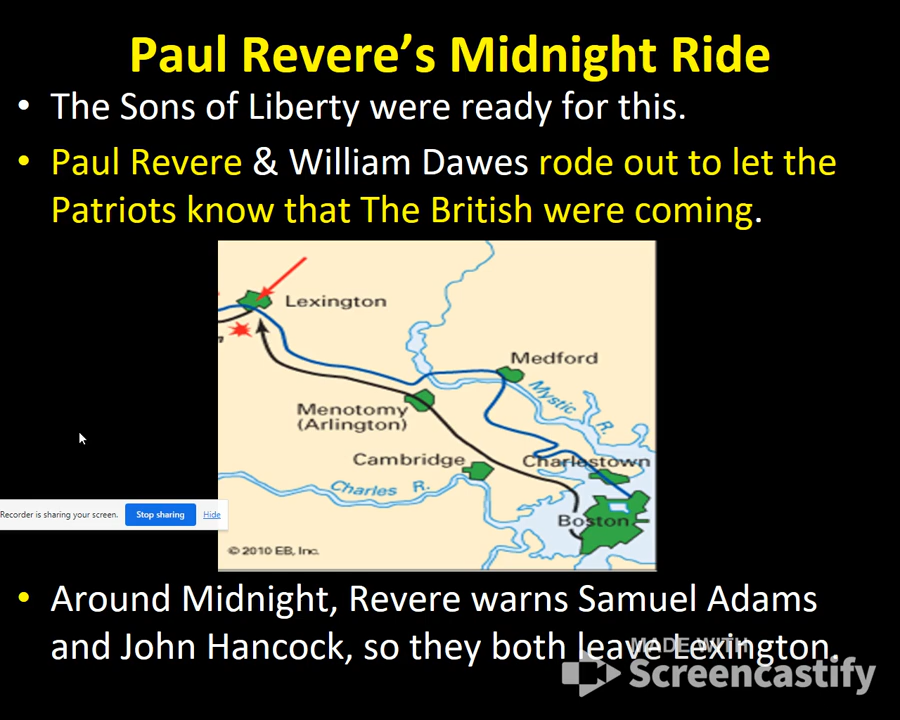 Paul Revere’s Midnight Ride
• The Sons of Liberty were ready for this.
• Paul Revere & William Dawes rode out to let the
Patriots know that The British were coming.
Lexington
Medford
Mystic R.
Menotomy
(Arlington)
Cambridge
Charlestown
Charles R.
Boston
© 2010 EB, Inc.
Recorder is sharing your screen. Stop sharing Hide
• Around Midnight, Revere warns Samuel Adams
and John Hancock, so they both leave Lexington.
MADE WITH
Screencastify